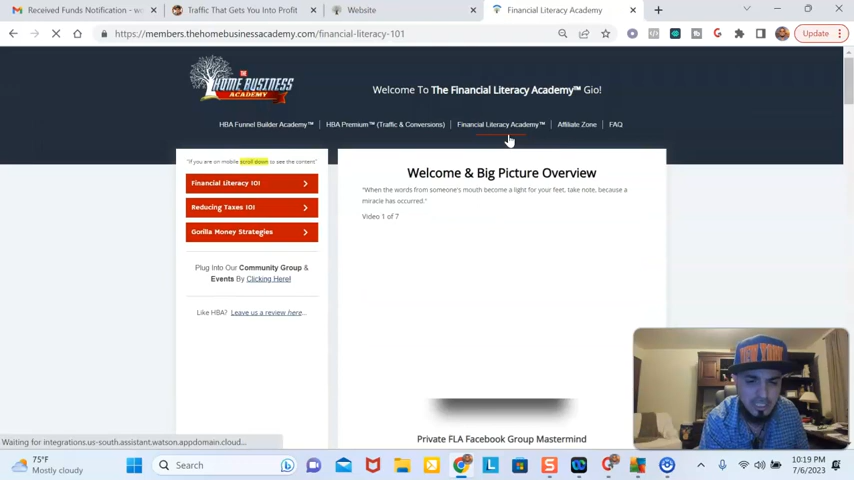 Received Funds Notification - wa
Traffic That Gets You Into Profit
Website
Financial Literacy Academy
https://members.thehomebusinessacademy.com/financial-literacy-101
Update
THE
HOME BUSINESS
ACADEMY
Welcome To The Financial Literacy Academy™ Gio!
HBA Funnel Builder Academy™ | HBA Premium™ (Traffic & Conversions) | Financial Literacy Academy™ | Affiliate Zone | FAQ
"if you are on mobile scroll down to see the content"
Financial Literacy 101
Reducing Taxes 101
Gorilla Money Strategies
Plug Into Our Community Group &
Events By Clicking Here!
Like HBA? Leave us a review here...
Welcome & Big Picture Overview
"When the words from someone's mouth become a light for your feet, take note, because a
miracle has occurred."
Video 1 of 7
Private FLA Facebook Group Mastermind
NEW YORK
Waiting for integrations.us-south.assistant.watson.appdomain.cloud...
75°F
Mostly cloudy
Search
10:19 PM
7/6/2023